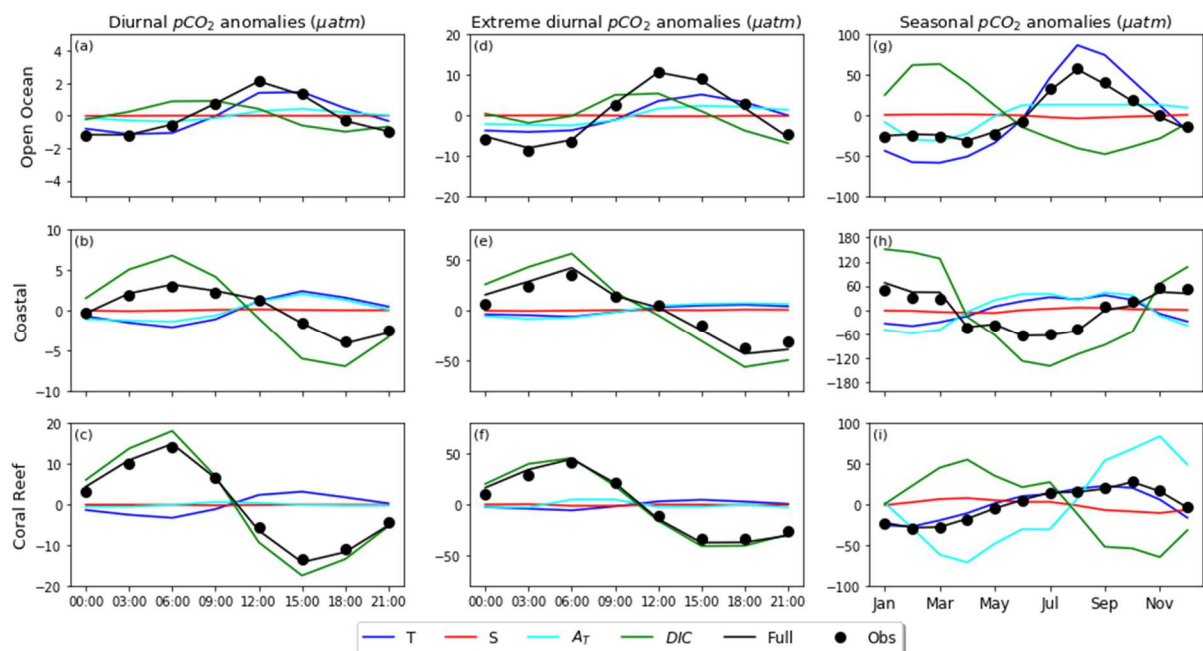 Diurnal pCO₂ anomalies (μatm) Extreme diurnal pCO₂ anomalies (μatm) Seasonal pCO₂ anomalies (μatm)
Open Ocean
(a)
4
2
0
−2
−4
(d)
20
10
0
−10
−20
(g)
100
50
0
−50
−100
Coastal
(b)
10
5
0
−5
−10
(e)
50
0
−50
(h)
180
120
60
0
−60
−120
−180
Coral Reef
(c)
20
10
0
−10
−20
(f)
50
0
−50
(i)
100
50
0
−50
−100
00:00 03:00 06:00 09:00 12:00 15:00 18:00 21:00
00:00 03:00 06:00 09:00 12:00 15:00 18:00 21:00
Jan Mar May Jul Sep Nov
T S A_T DIC Full Obs